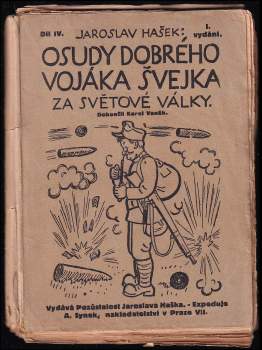 Díl IV.
I.
vydání.
JAROSLAV HAŠEK:
OSUDY DOBRÉHO
VOJÁKA ŠVEJKA
ZA SVĚTOVÉ VÁLKY.
Dokončil Karel Vaněk.
Vydává Pozůstalost Jaroslava Haška. - Expeduje
A. Synek, nakladatelství v Praze VII.